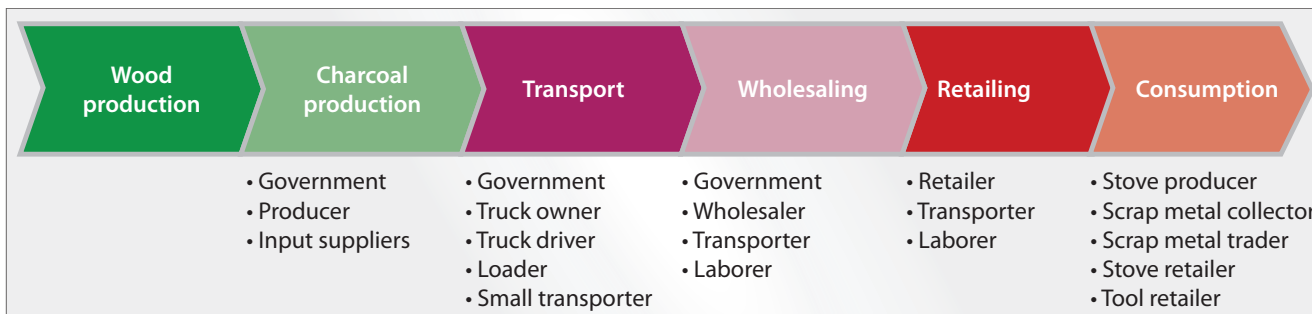 Wood
production
Charcoal
production
Transport
Wholesaling
Retailing
Consumption
• Government
• Producer
• Input suppliers
• Government
• Truck owner
• Truck driver
• Loader
• Small transporter
• Government
• Wholesaler
• Transporter
• Laborer
• Retailer
• Transporter
• Laborer
• Stove producer
• Scrap metal collector
• Scrap metal trader
• Stove retailer
• Tool retailer